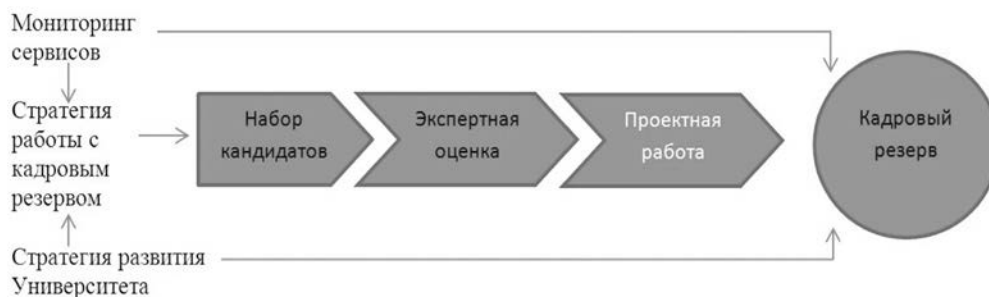 Мониторинг
сервисов
Стратегия
работы с
кадровым
резервом
Стратегия развития
Университета
Набор
кандидатов
Экспертная
оценка
Проектная
работа
Кадровый
резерв